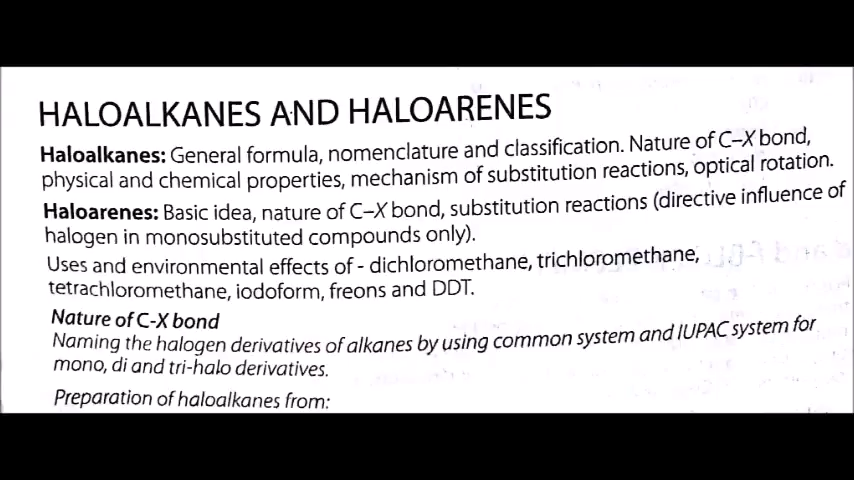 HALOALKANES AND HALOARENES
Haloalkanes: General formula, nomenclature and classification. Nature of C–X bond,
physical and chemical properties, mechanism of substitution reactions, optical rotation.
Haloarenes: Basic idea, nature of C–X bond, substitution reactions (directive influence of
halogen in monosubstituted compounds only).
Uses and environmental effects of - dichloromethane, trichloromethane,
tetrachloromethane, iodoform, freons and DDT.
Nature of C-X bond
Naming the halogen derivatives of alkanes by using common system and IUPAC system for
mono, di and tri-halo derivatives.
Preparation of haloalkanes from: